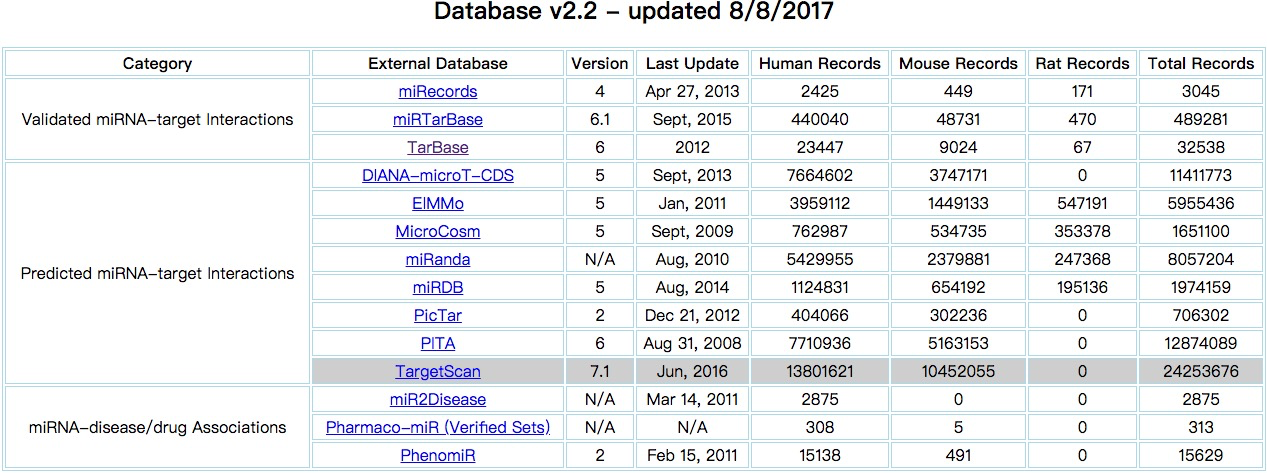 Database v2.2 - updated 8/8/2017
Category External Database Version Last Update Human Records Mouse Records Rat Records Total Records
miRecords 4 Apr 27, 2013 2425 449 171 3045
Validated miRNA-target Interactions miRTarBase 6.1 Sept, 2015 440040 48731 470 489281
TarBase 6 2012 23447 9024 67 32538
DIANA-microT-CDS 5 Sept, 2013 7664602 3747171 0 11411773
ElMMo 5 Jan, 2011 3959112 1449133 547191 5955436
MicroCosm 5 Sept, 2009 762987 534735 353378 1651100
miRanda N/A Aug, 2010 5429955 2379881 247368 8057204
Predicted miRNA-target Interactions
miRDB 5 Aug, 2014 1124831 654192 195136 1974159
PicTar 2 Dec 21, 2012 404066 302236 0 706302
PITA 6 Aug 31, 2008 7710936 5163153 0 12874089
TargetScan 7.1 Jun, 2016 13801621 10452055 0 24253676
miR2Disease N/A Mar 14, 2011 2875 0 0 2875
miRNA-disease/drug Associations Pharmaco-miR (Verified Sets) N/A N/A 308 5 0 313
PhenomiR 2 Feb 15, 2011 15138 491 0 15629